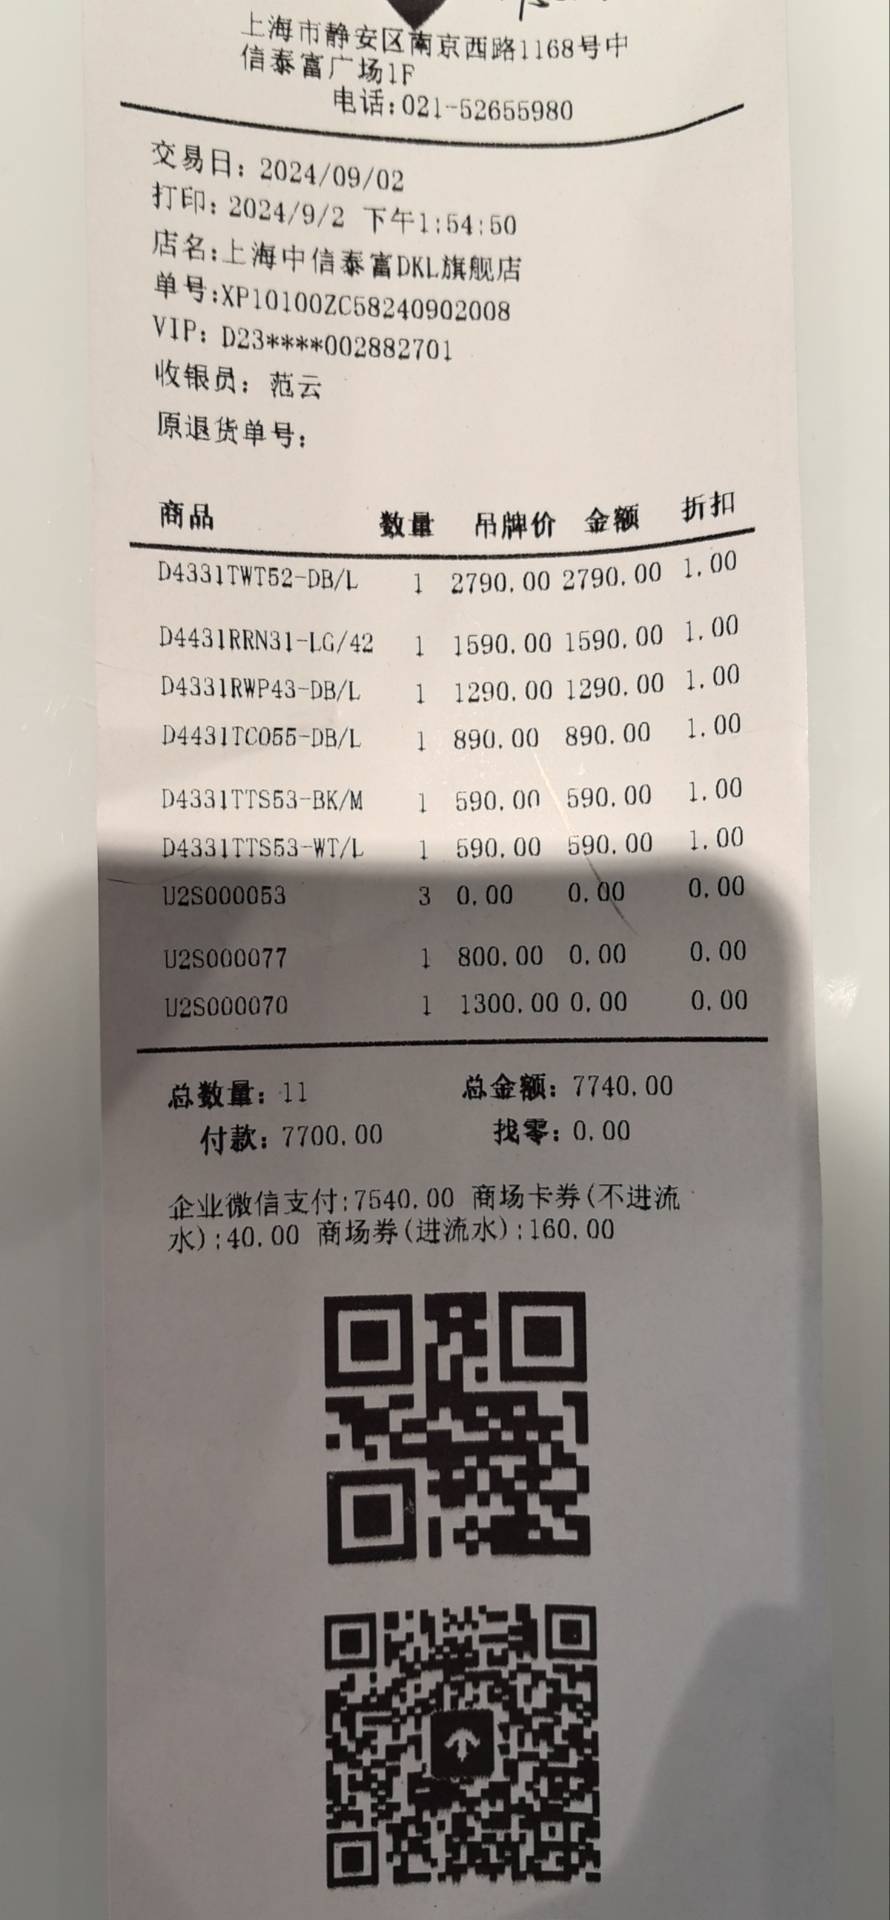 上海市静安区南京西路1168号中
信泰富广场1F
电话:021-52655980
交易日: 2024/09/02
打印: 2024/9/2 下午1:54:50
店名:上海中信泰富DKL旗舰店
单号:XP10100ZC58240902008
VIP: D23****002882701
收银员: 范云
原退货单号:
商品 数量 吊牌价 金额 折扣
D4331TWT52-DB/L 1 2790.00 2790.00 1.00
D4431RRN31-LG/42 1 1590.00 1590.00 1.00
D4331RWP43-DB/L 1 1290.00 1290.00 1.00
D4431TCO55-DB/L 1 890.00 890.00 1.00
D4331TTS53-BK/M 1 590.00 590.00 1.00
D4331TTS53-WT/L 1 590.00 590.00 1.00
U2S000053 3 0.00 0.00 0.00
U2S000077 1 800.00 0.00 0.00
U2S000070 1 1300.00 0.00 0.00
总数量: 11 总金额: 7740.00
付款: 7700.00 找零: 0.00
企业微信支付:7540.00 商场卡券(不进流
水):40.00 商场券(进流水):160.00